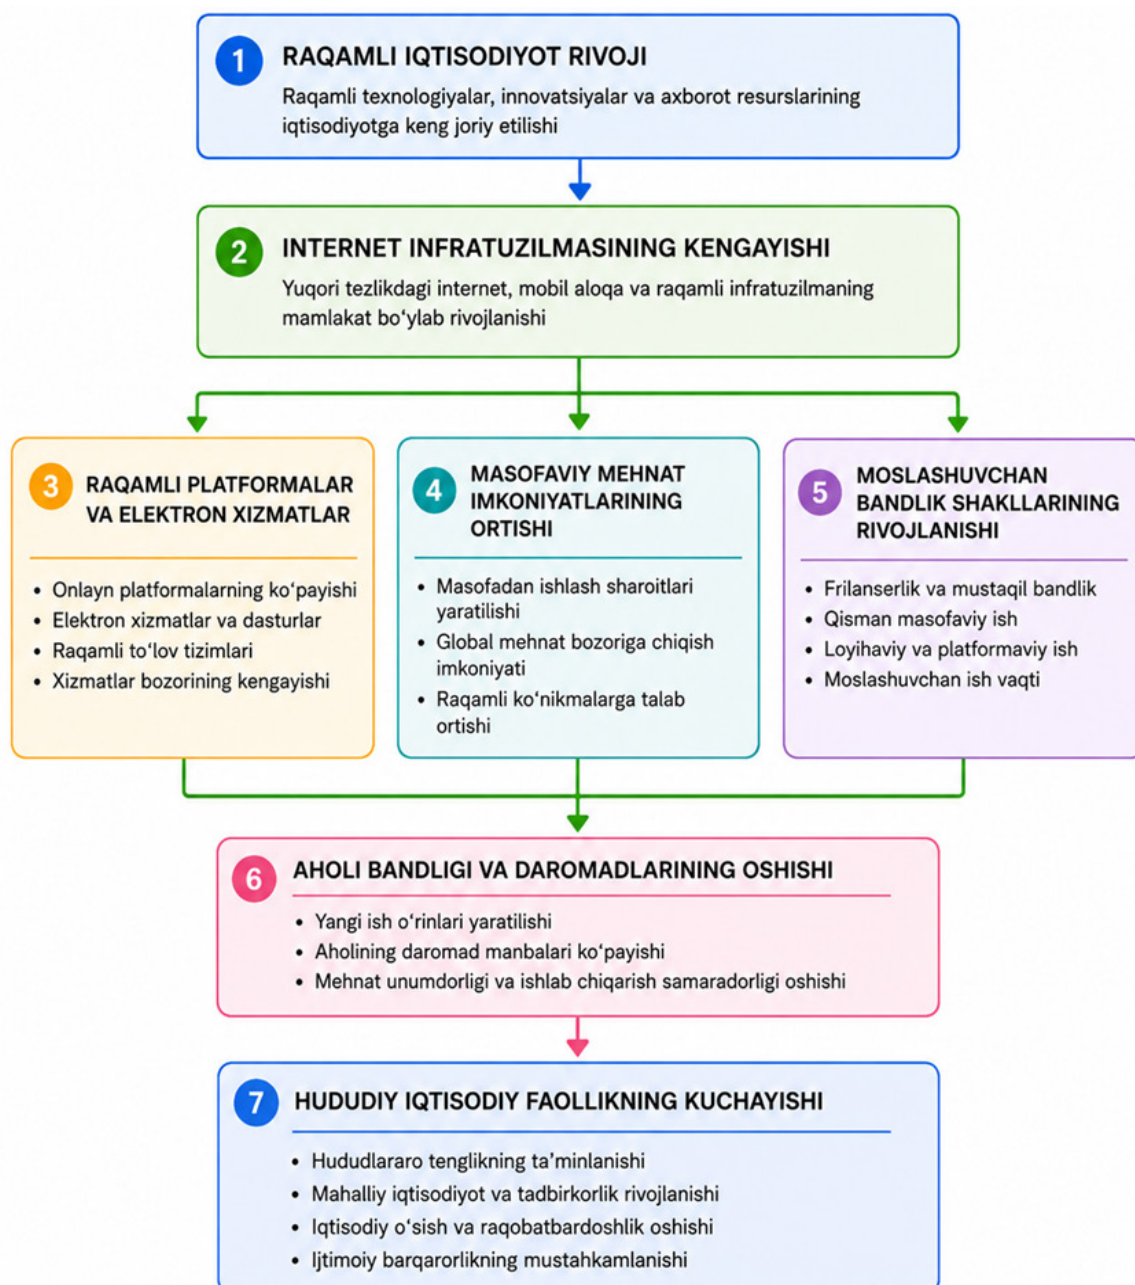 1
RAQAMLI IQTISODIYOT RIVOJI
Raqamli texnologiyalar, innovatsiyalar va axborot resurslarining
iqtisodiyotga keng joriy etilishi
2
INTERNET INFRATUZILMASINING KENGAYISHI
Yuqori tezlikdagi internet, mobil aloqa va raqamli infratuzilmaning
mamlakat bo‘ylab rivojlanishi
3
RAQAMLI PLATFORMALAR
VA ELEKTRON XIZMATLAR
• Onlayn platformalarning ko‘payishi
• Elektron xizmatlar va dasturlar
• Raqamli to‘lov tizimlari
• Xizmatlar bozorining kengayishi
4
MASOFAVIY MEHNAT
IMKONIYATLARINING
ORTISHI
• Masofadan ishlash sharoitlari
yaratilishi
• Global mehnat bozoriga chiqish
imkoniyati
• Raqamli ko‘nikmalarga talab
ortishi
5
MOSLASHUVCHAN
BANDLIK SHAKLLARINING
RIVOJLANISHI
• Frilanserlik va mustaqil bandlik
• Qisman masofaviy ish
• Loyihaviy va platformaviy ish
• Moslashuvchan ish vaqti
6
AHOLI BANDLIGI VA DAROMADLARINING OSHISHI
• Yangi ish o‘rinlari yaratilishi
• Aholining daromad manbalari ko‘payishi
• Mehnat unumdorligi va ishlab chiqarish samaradorligi oshishi
7
HUDUDIY IQTISODIY FAOLLIKNING KUCHAYISHI
• Hududlararo tenglikning ta’minlanishi
• Mahalliy iqtisodiyot va tadbirkorlik rivojlanishi
• Iqtisodiy o‘sish va raqobatbardoshlik oshishi
• Ijtimoiy barqarorlikning mustahkamlanishi